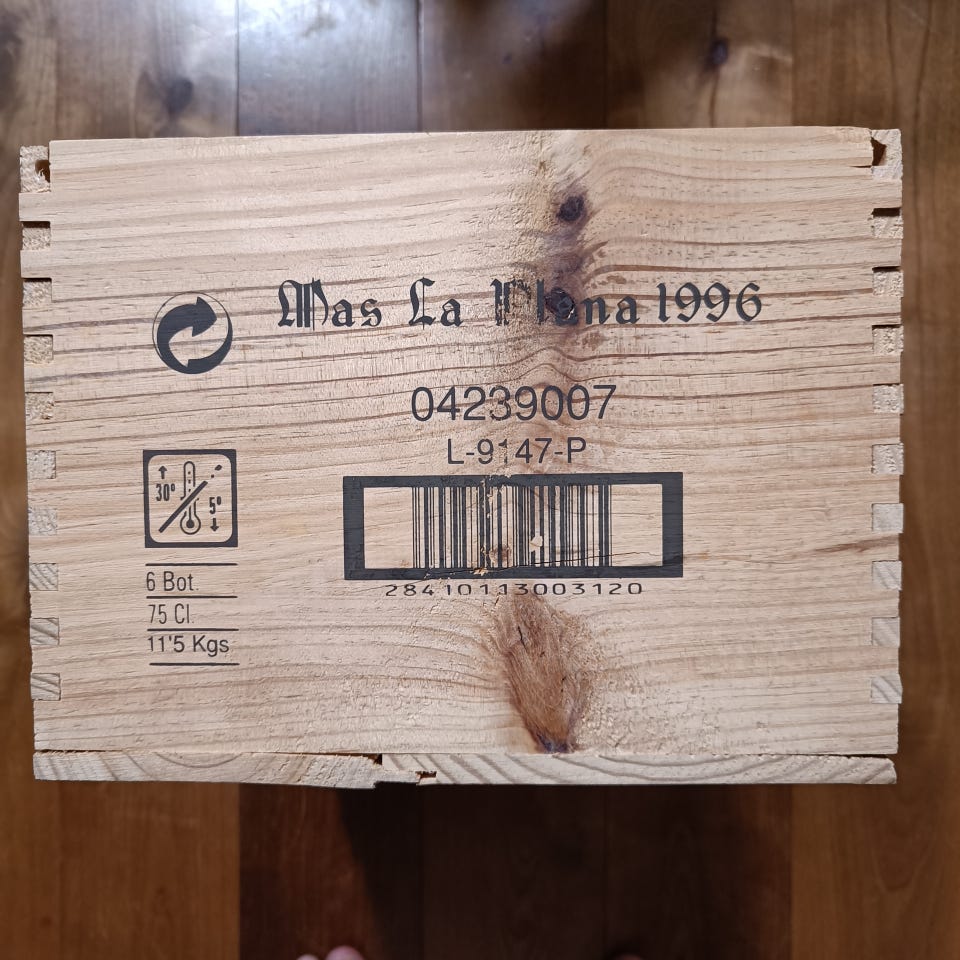 Mas La Plana 1996
04239007
L-9147-P
30°
5°
28410113003120
6 Bot.
75 Cl.
11'5 Kgs